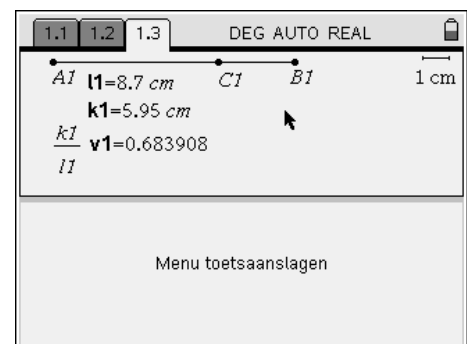 1.1 1.2 1.3 DEG AUTO REAL
A1 l1=8.7 cm C1 B1 1 cm
k1=5.95 cm
k1
v1=0.683908
l1
Menu toetsaanslagen